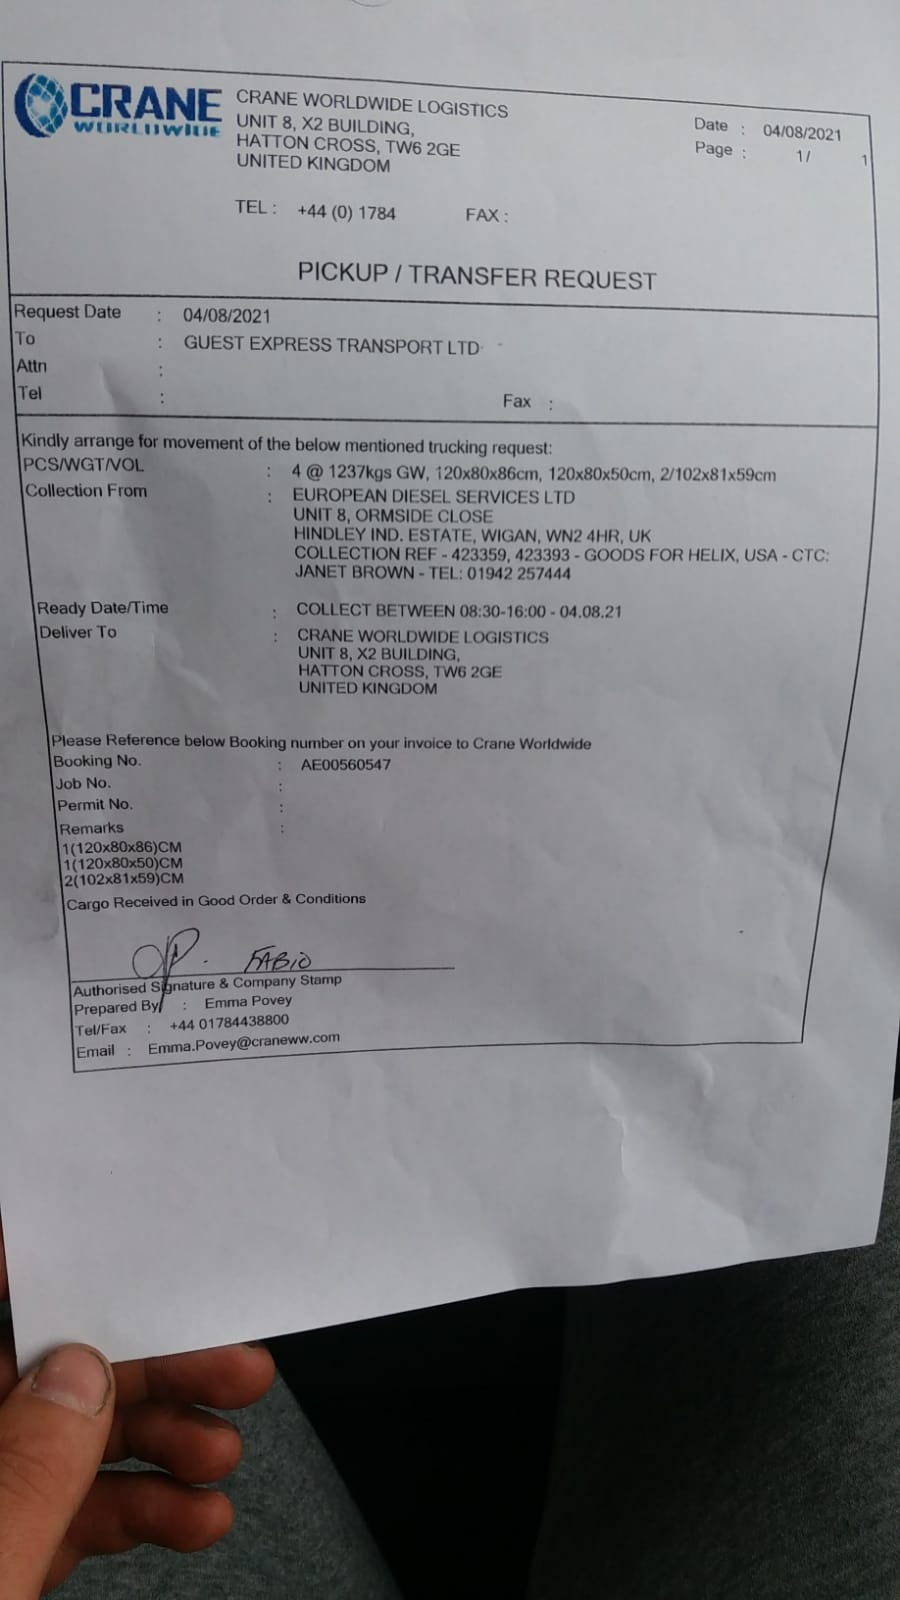 CRANE
WORLDWIDE
CRANE WORLDWIDE LOGISTICS
UNIT 8, X2 BUILDING,
HATTON CROSS, TW6 2GE
UNITED KINGDOM
Date : 04/08/2021
Page : 1/ 1
TEL : +44 (0) 1784 FAX :
PICKUP / TRANSFER REQUEST
Request Date : 04/08/2021
To : GUEST EXPRESS TRANSPORT LTD
Attn :
Tel : Fax :
Kindly arrange for movement of the below mentioned trucking request:
PCS/WGT/VOL : 4 @ 1237kgs GW, 120x80x86cm, 120x80x50cm, 2/102x81x59cm
Collection From : EUROPEAN DIESEL SERVICES LTD
UNIT 8, ORMSIDE CLOSE
HINDLEY IND. ESTATE, WIGAN, WN2 4HR, UK
COLLECTION REF - 423359, 423393 - GOODS FOR HELIX, USA - CTC:
JANET BROWN - TEL: 01942 257444
Ready Date/Time : COLLECT BETWEEN 08:30-16:00 - 04.08.21
Deliver To : CRANE WORLDWIDE LOGISTICS
UNIT 8, X2 BUILDING,
HATTON CROSS, TW6 2GE
UNITED KINGDOM
Please Reference below Booking number on your invoice to Crane Worldwide
Booking No. : AE00560547
Job No. :
Permit No. :
Remarks :
1(120x80x86)CM
1(120x80x50)CM
2(102x81x59)CM
Cargo Received in Good Order & Conditions
FABIO
Authorised Signature & Company Stamp
Prepared By : Emma Povey
Tel/Fax : +44 01784438800
Email : Emma.Povey@craneww.com